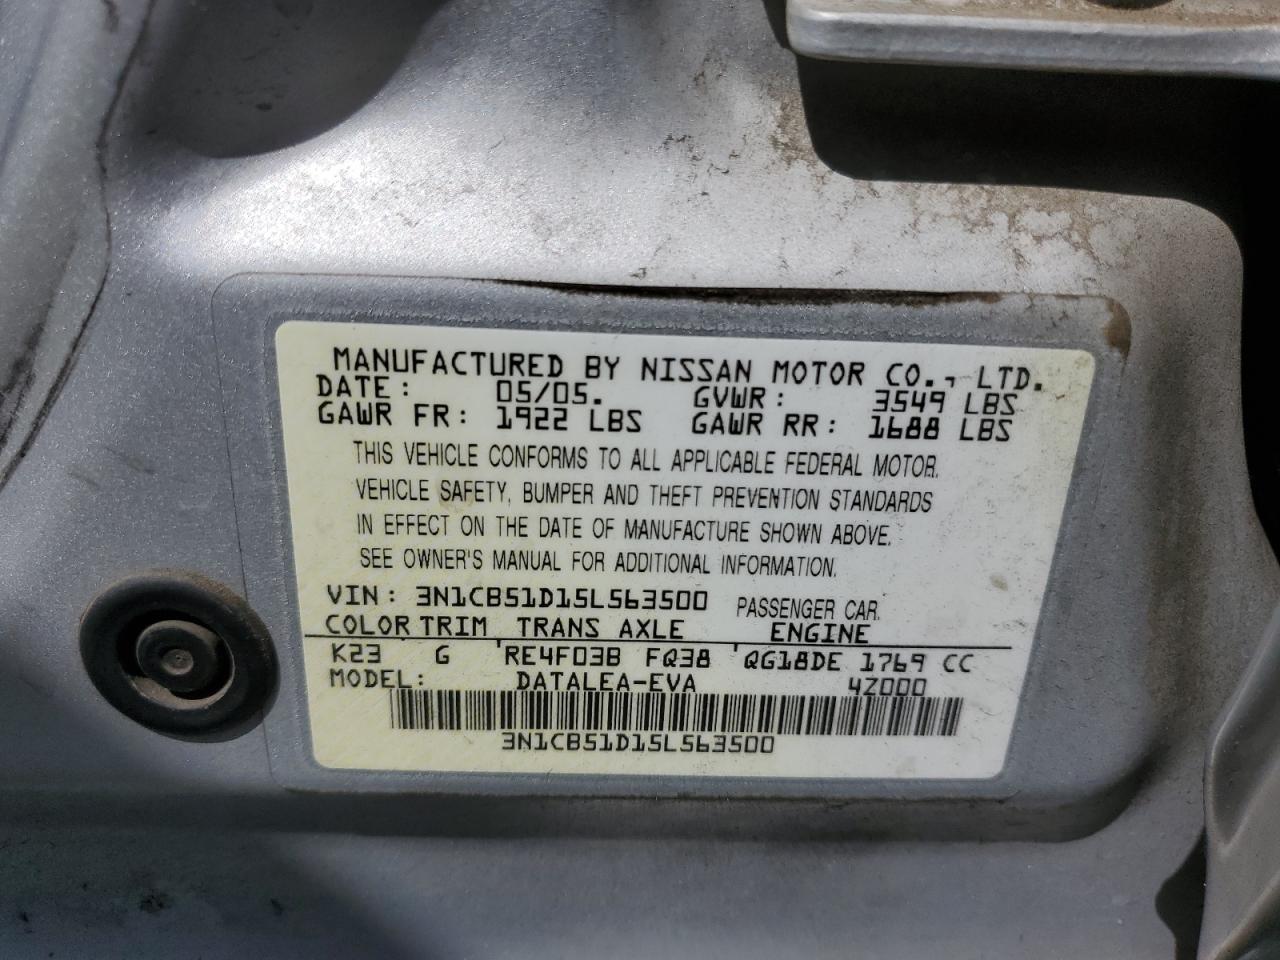 MANUFACTURED BY NISSAN MOTOR CO., LTD.
DATE: 05/05. GVWR: 3549 LBS
GAWR FR: 1922 LBS GAWR RR: 1688 LBS
THIS VEHICLE CONFORMS TO ALL APPLICABLE FEDERAL MOTOR.
VEHICLE SAFETY, BUMPER AND THEFT PREVENTION STANDARDS
IN EFFECT ON THE DATE OF MANUFACTURE SHOWN ABOVE.
SEE OWNER'S MANUAL FOR ADDITIONAL INFORMATION.
VIN: 3N1CB51D15L563500 PASSENGER CAR.
COLOR TRIM TRANS AXLE ENGINE
K23 G RE4F03B FQ38 QG18DE 1769 CC
MODEL: DATALEA-EVA 4Z000
3N1CB51D15L563500